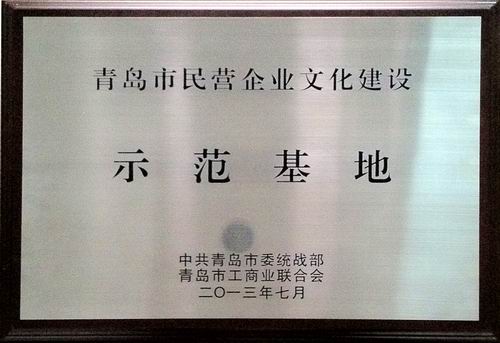 青岛市民营企业文化建设
示范基地
中共青岛市委统战部
青岛市工商业联合会
二〇一三年七月